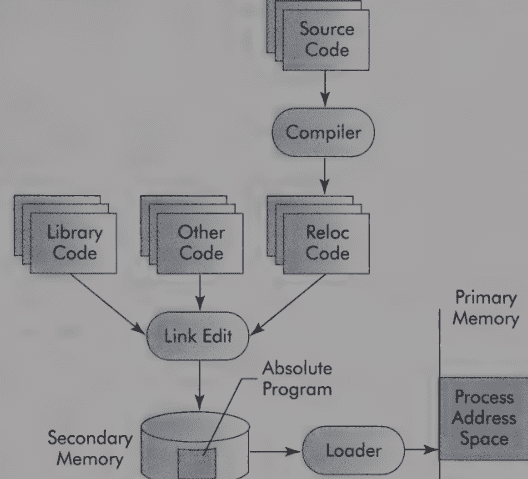 Source
Code
Compiler
Library
Code
Other
Code
Reloc
Code
Primary
Memory
Link Edit
Absolute
Program
Process
Address
Space
Secondary
Memory
Loader